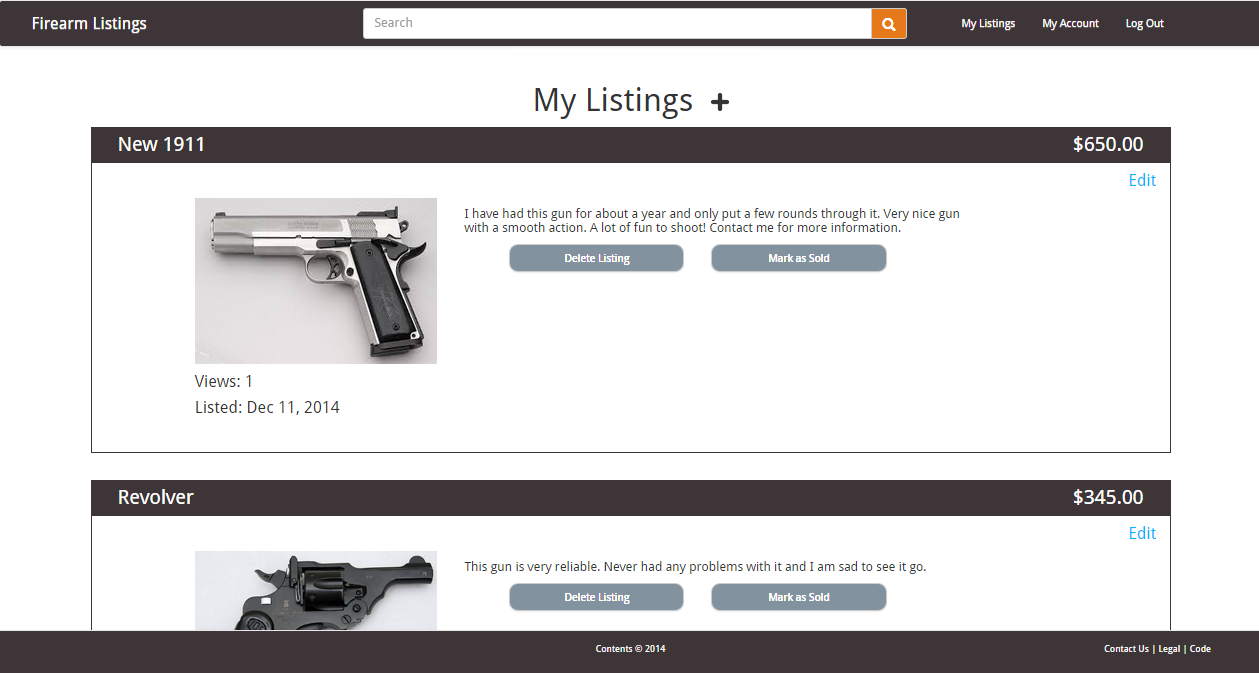 Firearm Listings
Search
My Listings
My Account
Log Out
My Listings +
New 1911
$650.00
Edit
I have had this gun for about a year and only put a few rounds through it. Very nice gun
with a smooth action. A lot of fun to shoot! Contact me for more information.
Delete Listing
Mark as Sold
Views: 1
Listed: Dec 11, 2014
Revolver
$345.00
Edit
This gun is very reliable. Never had any problems with it and I am sad to see it go.
Delete Listing
Mark as Sold
Contents © 2014
Contact Us | Legal | Code